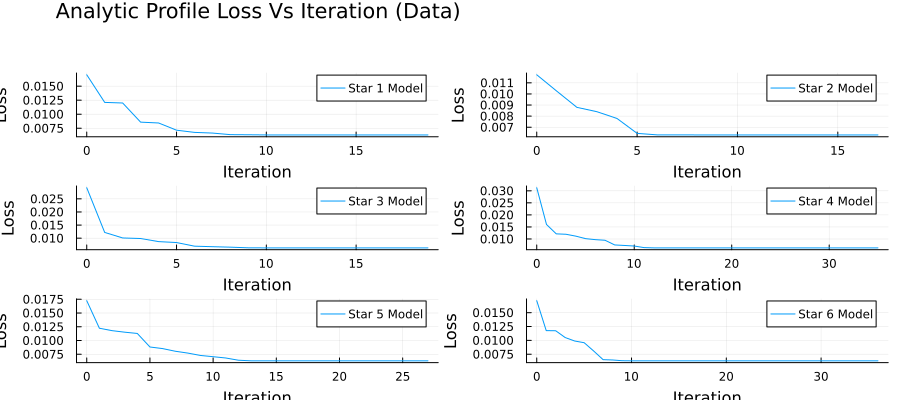 Analytic Profile Loss Vs Iteration (Data)
Loss
0.0150
0.0125
0.0100
0.0075
Star 1 Model
0 5 10 15
Iteration
Loss
0.011
0.010
0.009
0.008
0.007
Star 2 Model
0 5 10 15
Iteration
Loss
0.025
0.020
0.015
0.010
Star 3 Model
0 5 10 15
Iteration
Loss
0.030
0.025
0.020
0.015
0.010
Star 4 Model
0 10 20 30
Iteration
Loss
0.0175
0.0150
0.0125
0.0100
0.0075
Star 5 Model
0 5 10 15 20 25
Iteration
Loss
0.0150
0.0125
0.0100
0.0075
Star 6 Model
0 10 20 30
Iteration